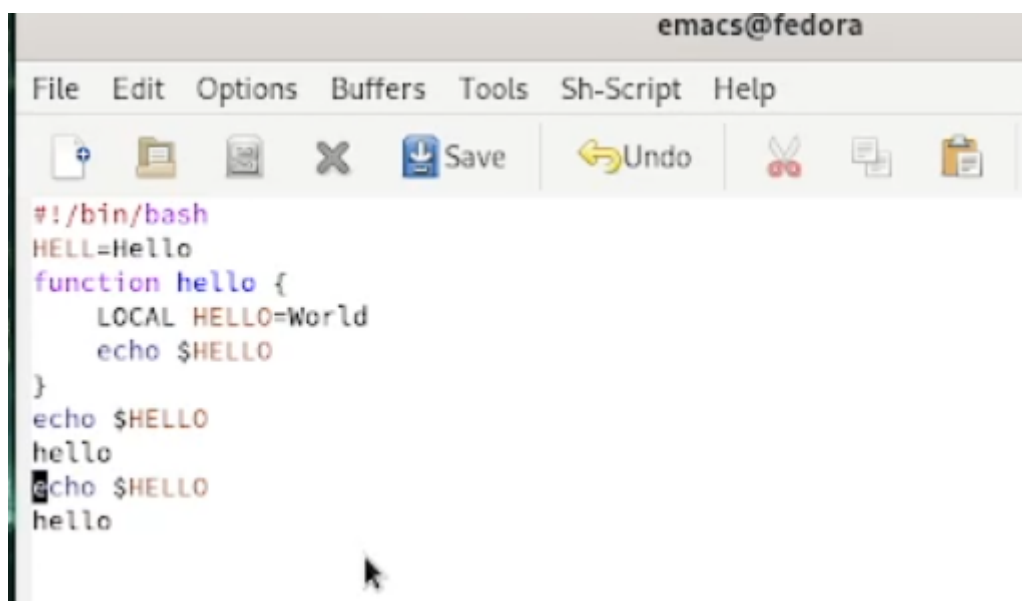 emacs@fedora
File Edit Options Buffers Tools Sh-Script Help
Save Undo
#!/bin/bash
HELL=Hello
function hello {
    LOCAL HELLO=World
    echo $HELLO
}
echo $HELLO
hello
echo $HELLO
hello